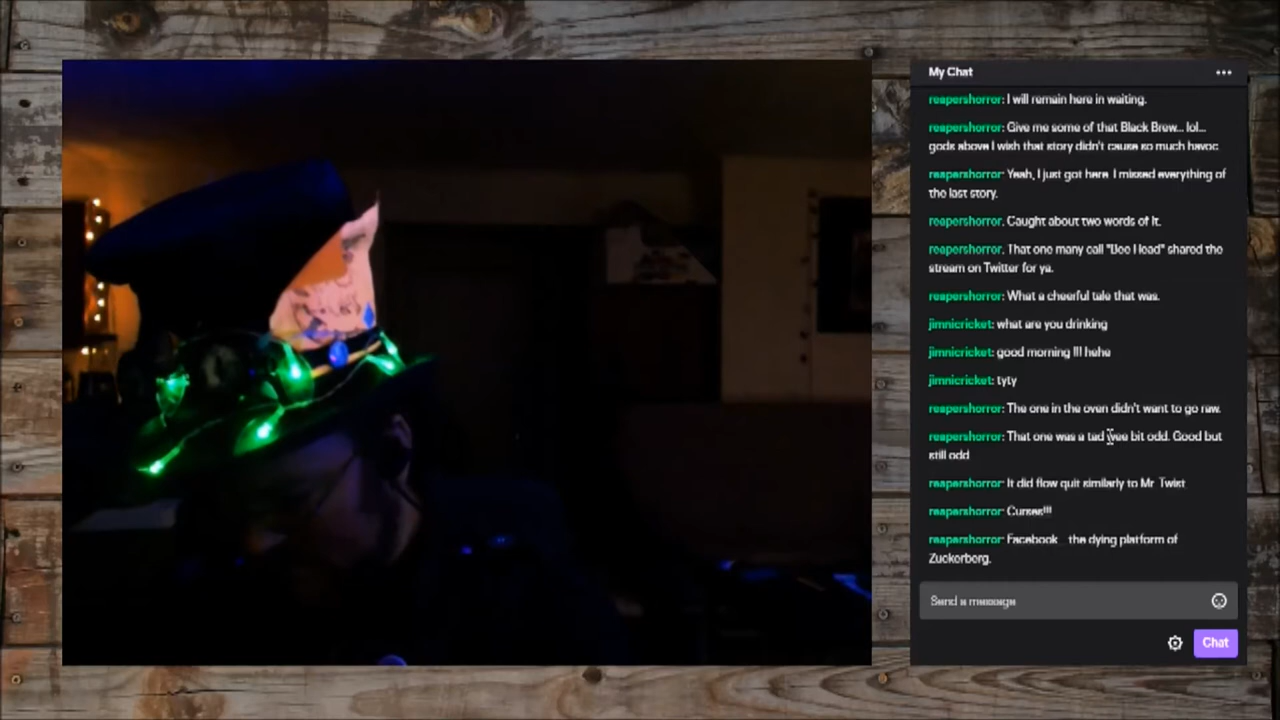 My Chat
reapershorror: I will remain here in waiting.
reapershorror: Give me some of that Black Brew... lol...
gods above I wish that story didn't cause so much havoc.
reapershorror: Yeah, I just got here. I missed everything of
the last story.
reapershorror: Caught about two words of it.
reapershorror: That one many call "Bee Head" shared the
stream on Twitter for ya.
reapershorror: What a cheerful tale that was.
jimnicricket: what are you drinking
jimnicricket: good morning !!! hehe
jimnicricket: tyty
reapershorror: The one in the oven didn't want to go raw.
reapershorror: That one was a tad wee bit odd. Good but
still odd
reapershorror: It did flow quit similarly to Mr. Twist
reapershorror: Curses!!!
reapershorror: Facebook... the dying platform of
Zuckerberg.
Send a message
Chat